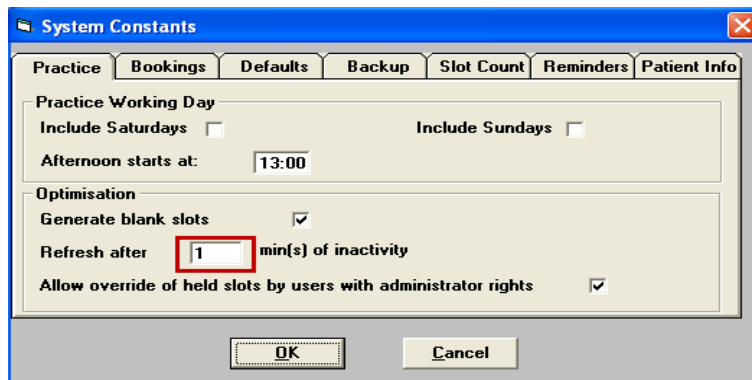 System Constants
Practice Bookings Defaults Backup Slot Count Reminders Patient Info
Practice Working Day
Include Saturdays Include Sundays
Afternoon starts at: 13:00
Optimisation
Generate blank slots
Refresh after 1 min(s) of inactivity
Allow override of held slots by users with administrator rights
OK Cancel